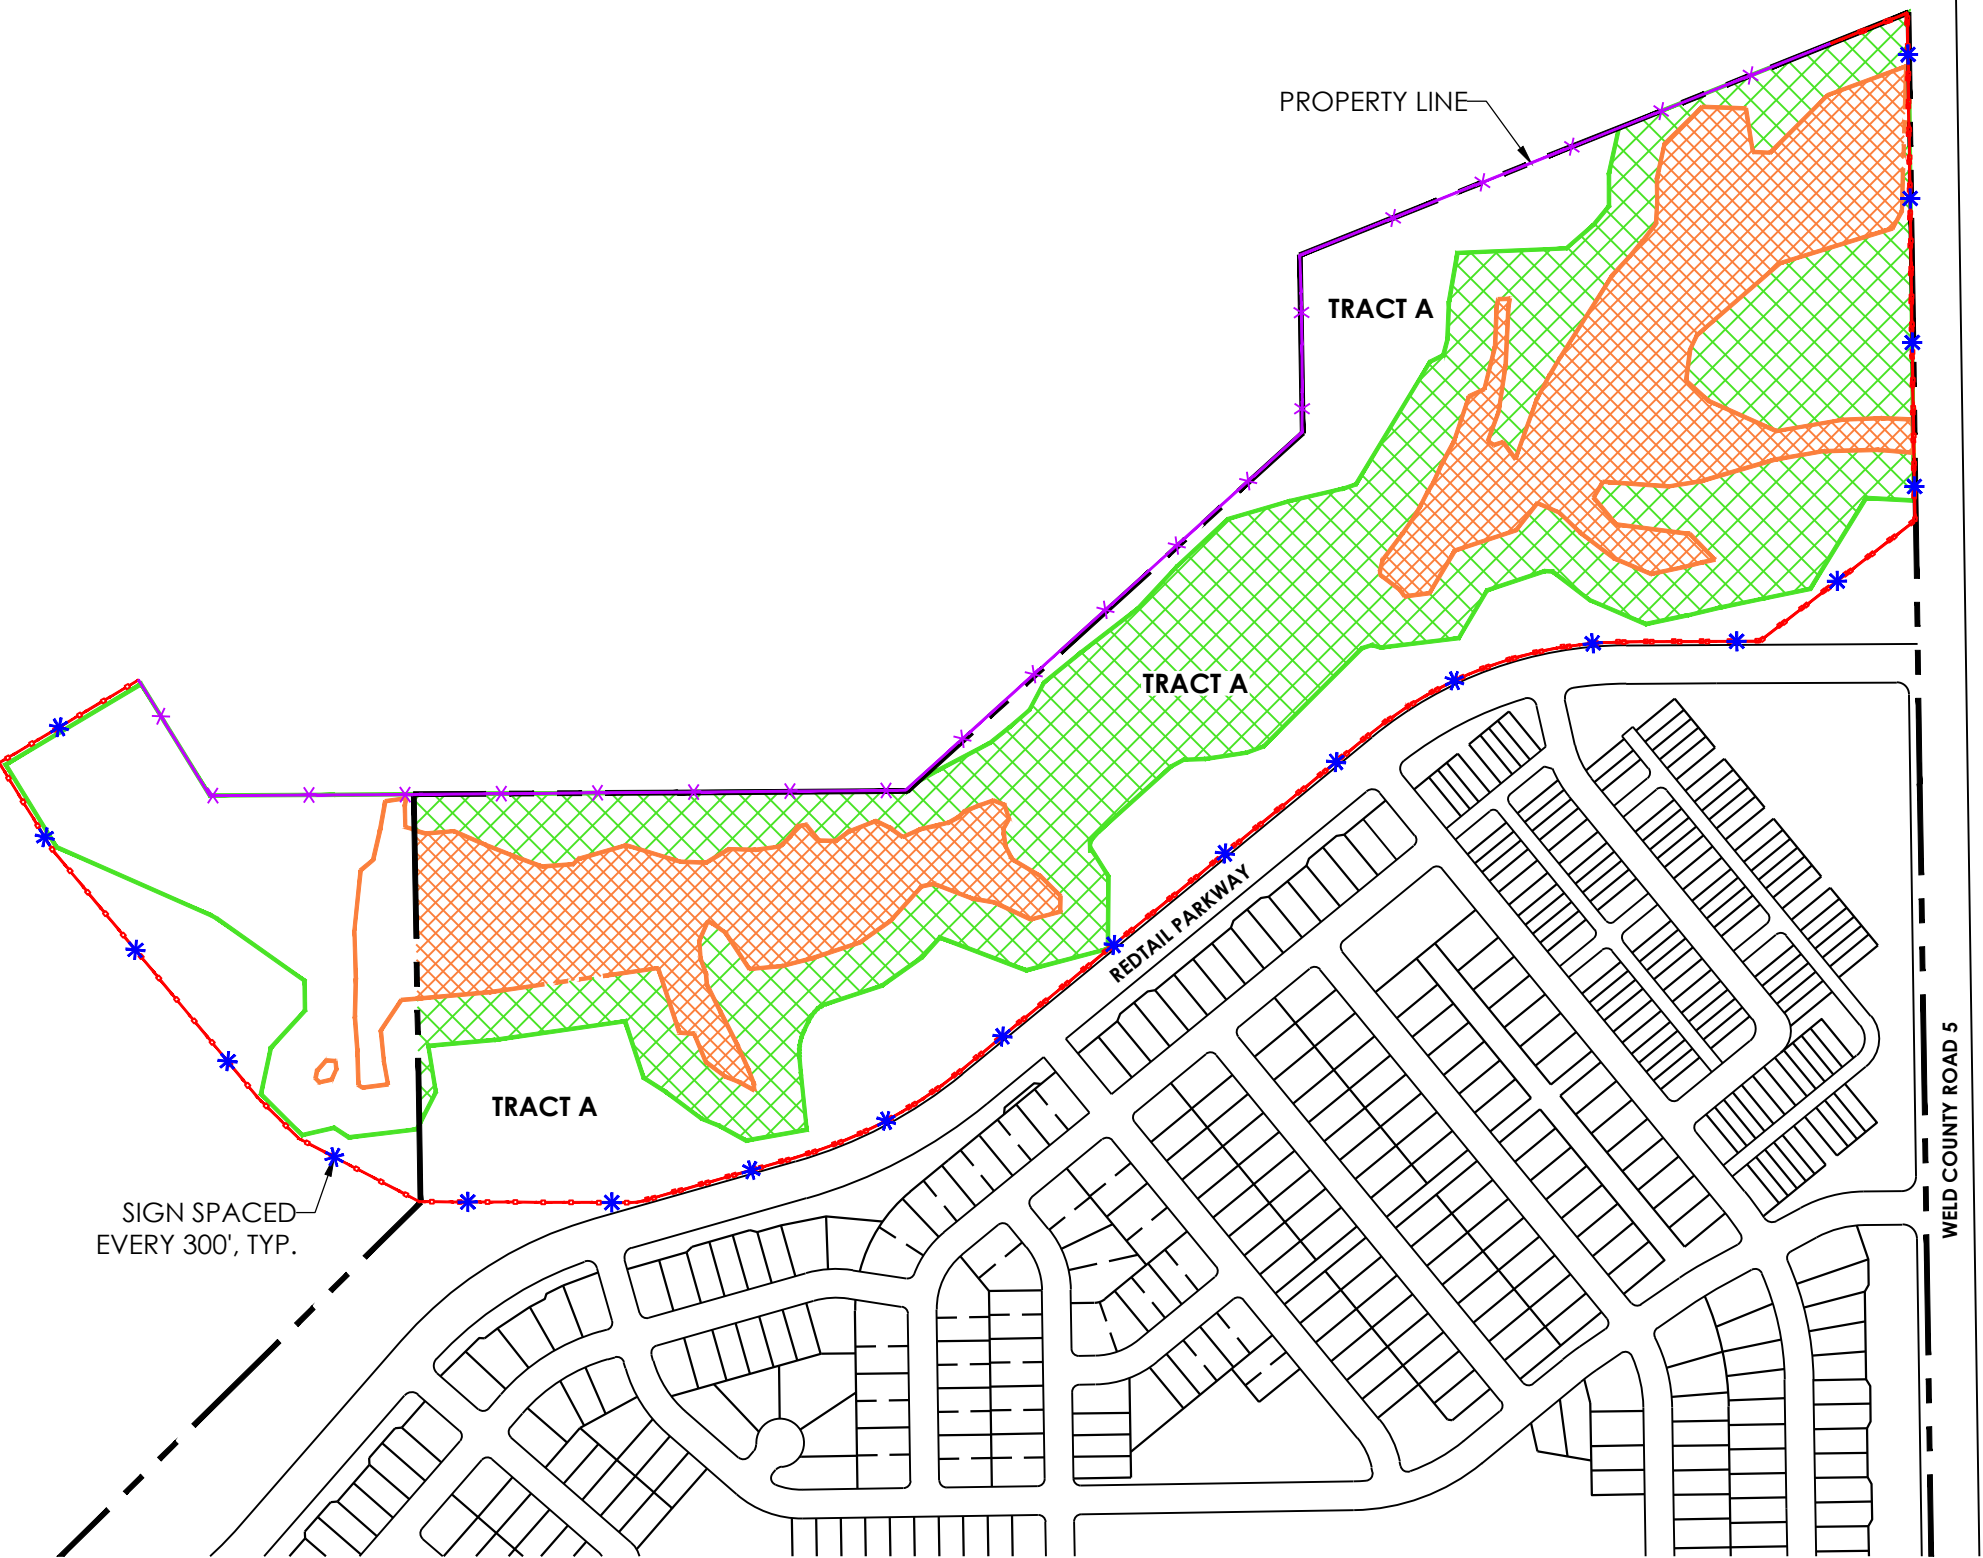 PROPERTY LINE
TRACT A
TRACT A
REDTAIL PARKWAY
TRACT A
WELD COUNTY ROAD 5
SIGN SPACED
EVERY 300', TYP.